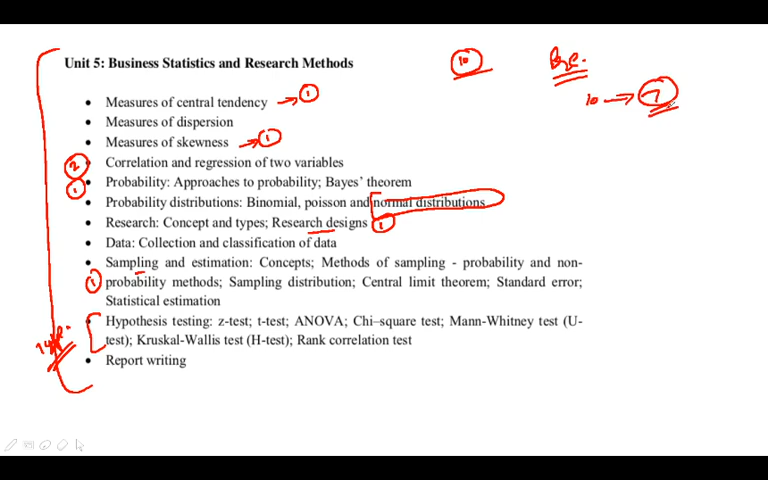 Unit 5: Business Statistics and Research Methods
10
10 → 7
• Measures of central tendency → 1
• Measures of dispersion
• Measures of skewness → 1
2 • Correlation and regression of two variables
1 • Probability: Approaches to probability; Bayes' theorem
• Probability distributions: Binomial, poisson and normal distributions
• Research: Concept and types; Research designs 1
• Data: Collection and classification of data
• Sampling and estimation: Concepts; Methods of sampling - probability and non-
1 probability methods; Sampling distribution; Central limit theorem; Standard error;
Statistical estimation
• Hypothesis testing: z-test; t-test; ANOVA; Chi–square test; Mann-Whitney test (U-
test); Kruskal-Wallis test (H-test); Rank correlation test
• Report writing